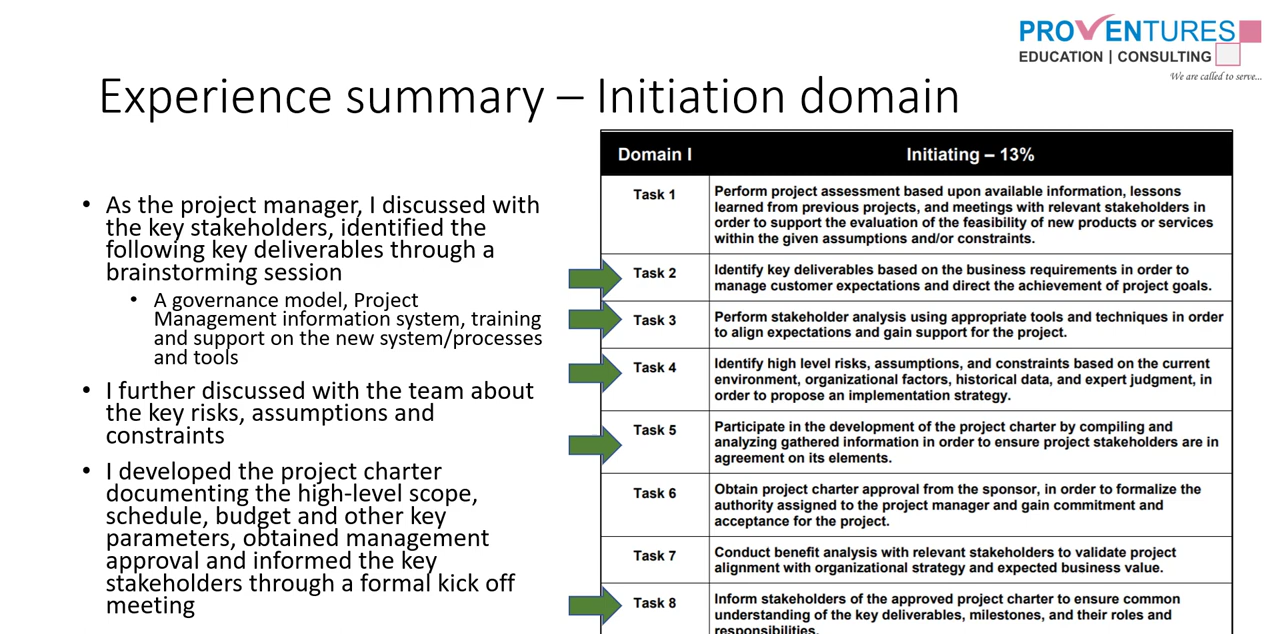 PROVENTURES
EDUCATION | CONSULTING
We are called to serve...
Experience summary – Initiation domain
• As the project manager, I discussed with
the key stakeholders, identified the
following key deliverables through a
brainstorming session
• A governance model, Project
Management information system, training
and support on the new system/processes
and tools
• I further discussed with the team about
the key risks, assumptions and
constraints
• I developed the project charter
documenting the high-level scope,
schedule, budget and other key
parameters, obtained management
approval and informed the key
stakeholders through a formal kick off
meeting
Domain I Initiating – 13%
Task 1 Perform project assessment based upon available information, lessons
learned from previous projects, and meetings with relevant stakeholders in
order to support the evaluation of the feasibility of new products or services
within the given assumptions and/or constraints.
Task 2 Identify key deliverables based on the business requirements in order to
manage customer expectations and direct the achievement of project goals.
Task 3 Perform stakeholder analysis using appropriate tools and techniques in order
to align expectations and gain support for the project.
Task 4 Identify high level risks, assumptions, and constraints based on the current
environment, organizational factors, historical data, and expert judgment, in
order to propose an implementation strategy.
Task 5 Participate in the development of the project charter by compiling and
analyzing gathered information in order to ensure project stakeholders are in
agreement on its elements.
Task 6 Obtain project charter approval from the sponsor, in order to formalize the
authority assigned to the project manager and gain commitment and
acceptance for the project.
Task 7 Conduct benefit analysis with relevant stakeholders to validate project
alignment with organizational strategy and expected business value.
Task 8 Inform stakeholders of the approved project charter to ensure common
understanding of the key deliverables, milestones, and their roles and
responsibilities.